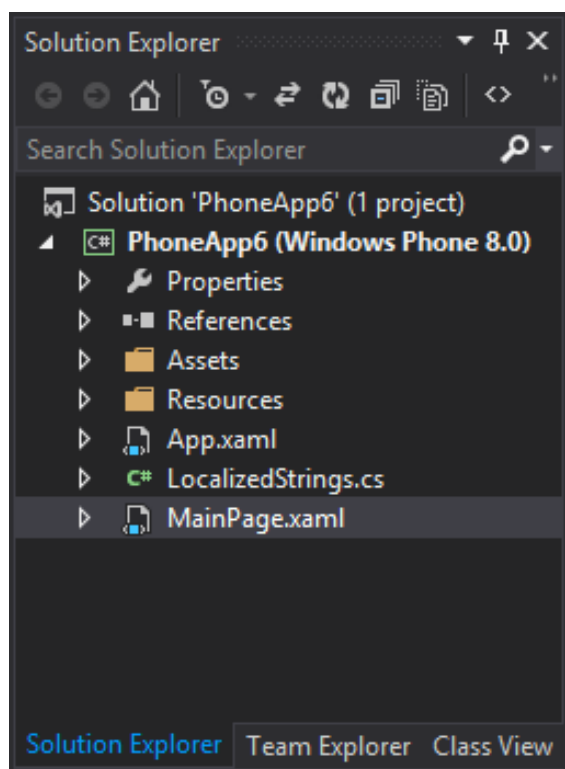 Solution Explorer
Search Solution Explorer
Solution 'PhoneApp6' (1 project)
C# PhoneApp6 (Windows Phone 8.0)
Properties
References
Assets
Resources
App.xaml
C# LocalizedStrings.cs
MainPage.xaml
Solution Explorer Team Explorer Class View